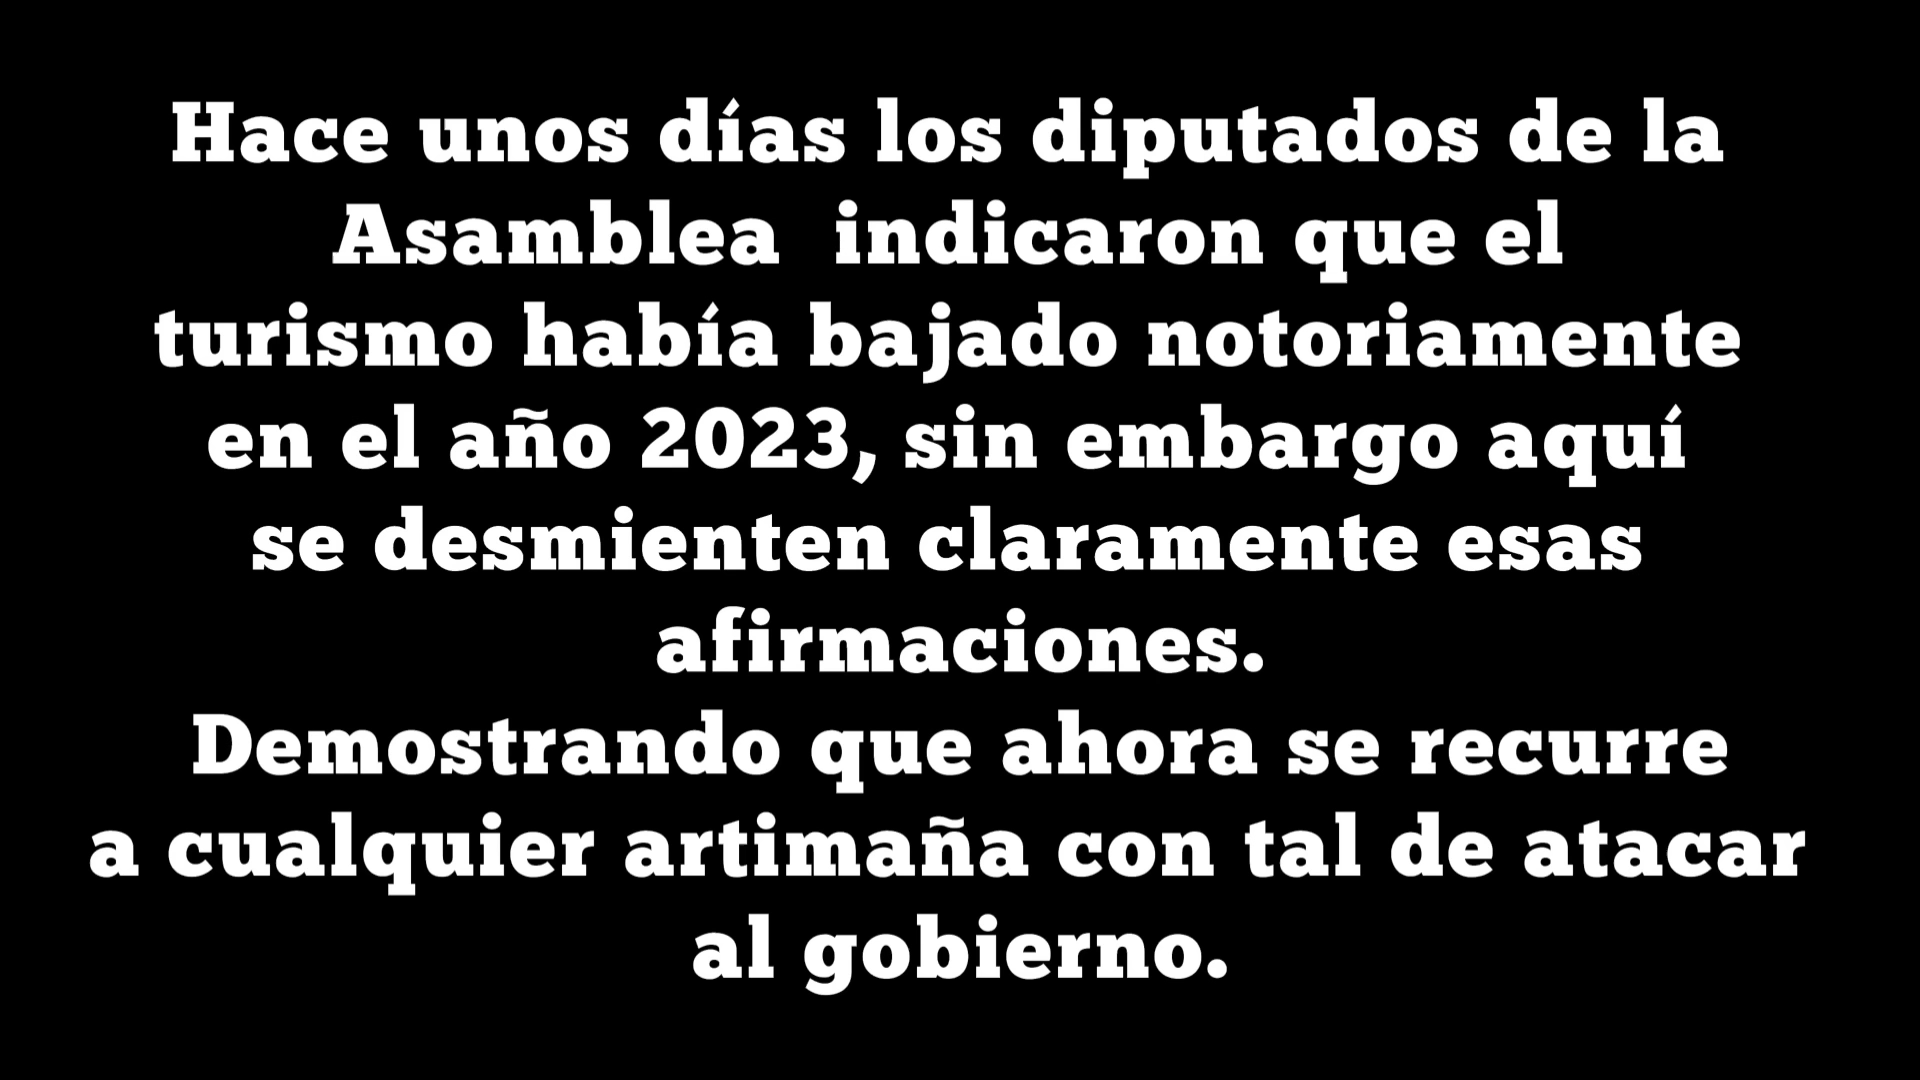 Hace unos días los diputados de la
Asamblea  indicaron que el
turismo había bajado notoriamente
en el año 2023, sin embargo aquí
se desmienten claramente esas
afirmaciones.
Demostrando que ahora se recurre
a cualquier artimaña con tal de atacar
al gobierno.